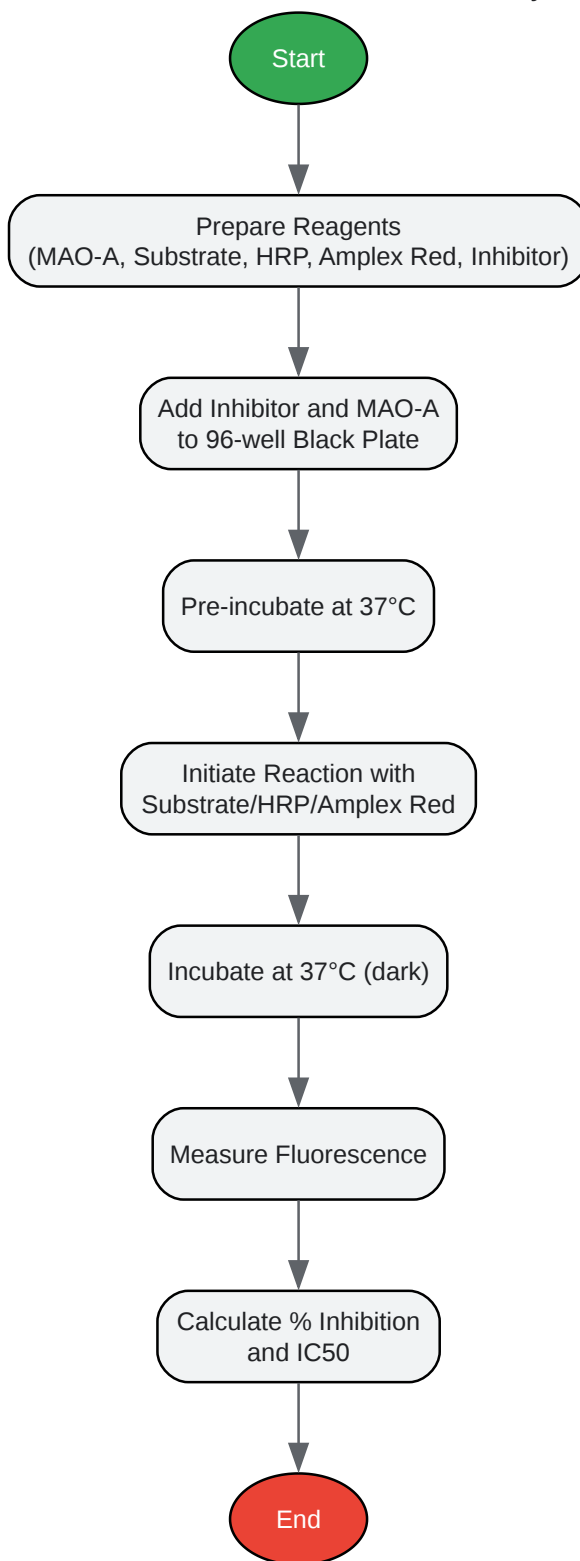 Start
Prepare Reagents
(MAO-A, Substrate, HRP, Amplex Red, Inhibitor)
Add Inhibitor and MAO-A
to 96-well Black Plate
Pre-incubate at 37°C
Initiate Reaction with
Substrate/HRP/Amplex Red
Incubate at 37°C (dark)
Measure Fluorescence
Calculate % Inhibition
and IC50
End